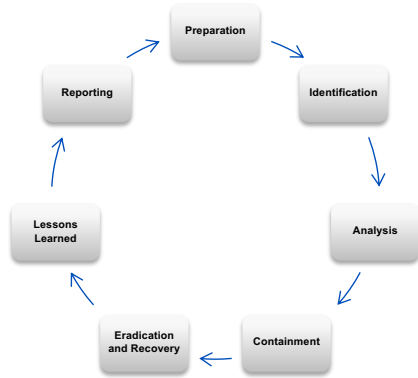 Preparation
Identification
Analysis
Containment
Eradication
and Recovery
Lessons
Learned
Reporting